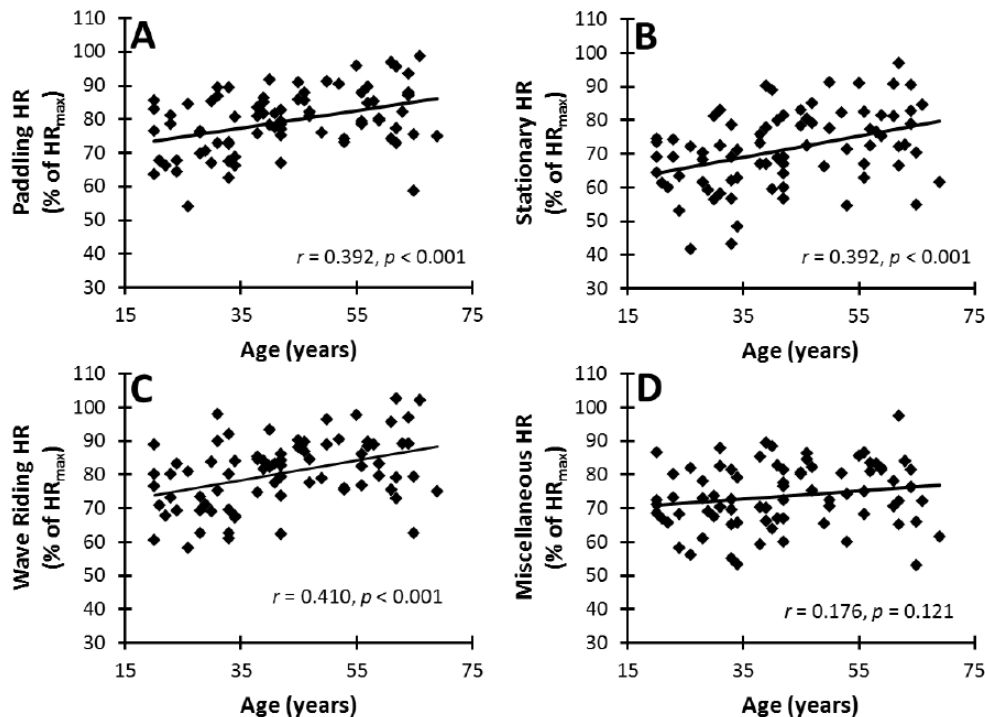 A
Paddling HR
(% of HRmax)
110
100
90
80
70
60
50
40
30
r = 0.392, p < 0.001
15 35 55 75
Age (years)
B
Stationary HR
(% of HRmax)
110
100
90
80
70
60
50
40
30
r = 0.392, p < 0.001
15 35 55 75
Age (years)
C
Wave Riding HR
(% of HRmax)
110
100
90
80
70
60
50
40
30
r = 0.410, p < 0.001
15 35 55 75
Age (years)
D
Miscellaneous HR
(% of HRmax)
110
100
90
80
70
60
50
40
30
r = 0.176, p = 0.121
15 35 55 75
Age (years)